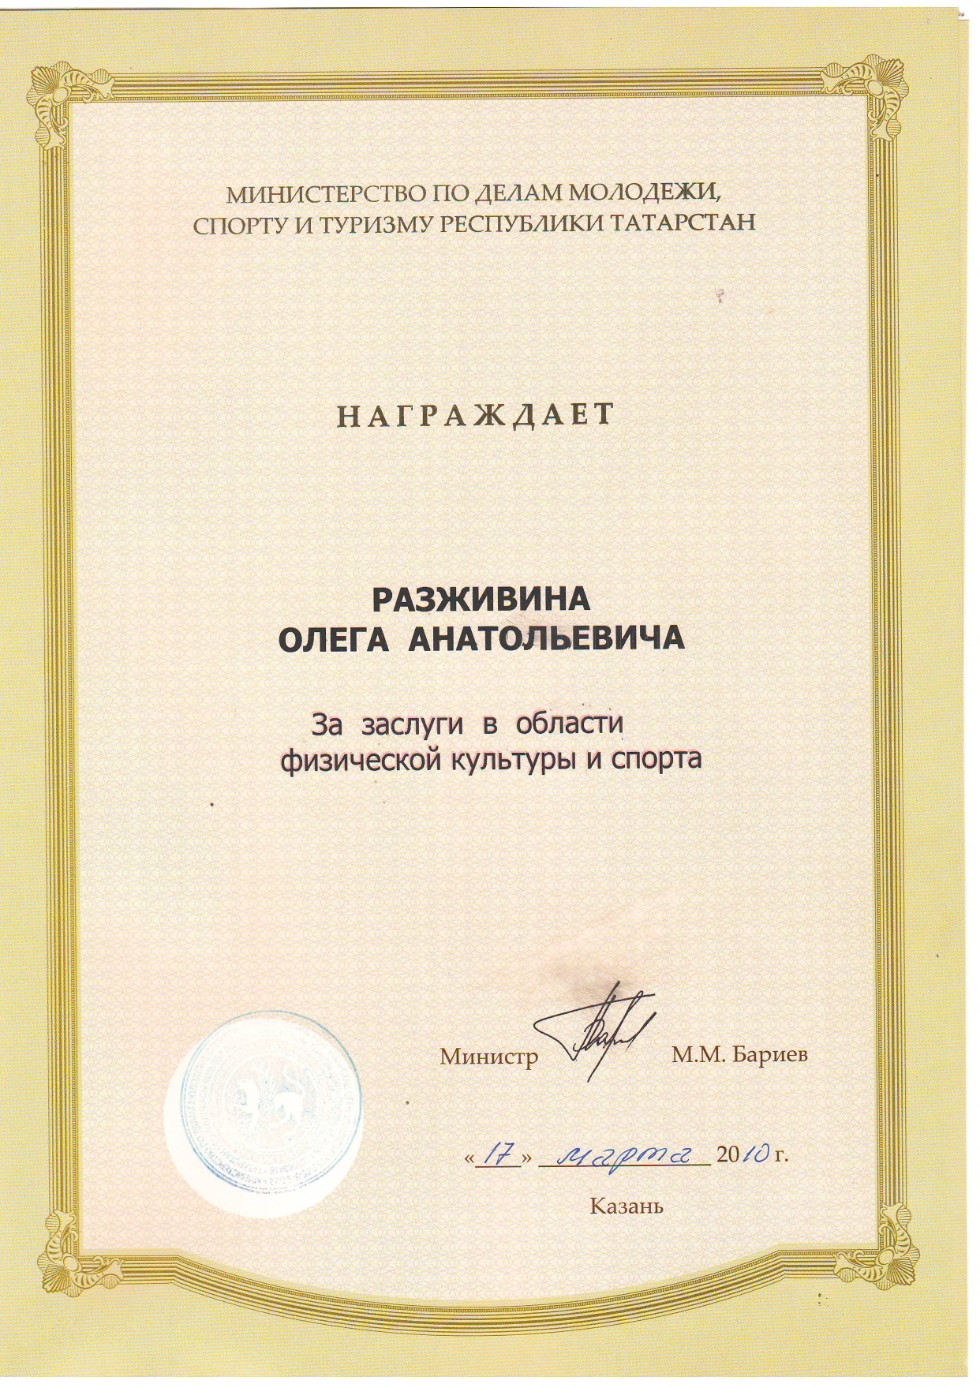 МИНИСТЕРСТВО ПО ДЕЛАМ МОЛОДЕЖИ,
СПОРТУ И ТУРИЗМУ РЕСПУБЛИКИ ТАТАРСТАН
НАГРАЖДАЕТ
РАЗЖИВИНА
ОЛЕГА АНАТОЛЬЕВИЧА
За заслуги в области
физической культуры и спорта
Министр М.М. Бариев
«17» марта 2010 г.
Казань